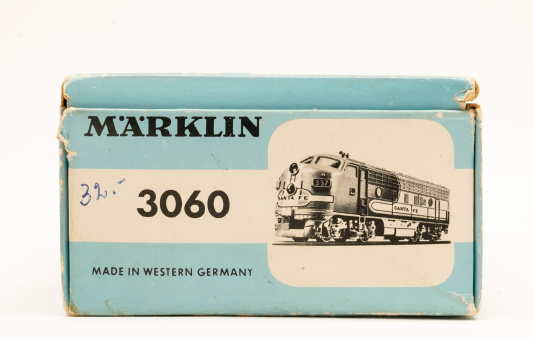 MÄRKLIN
32.-
3060
MADE IN WESTERN GERMANY
SANTA FE
SANTA FE